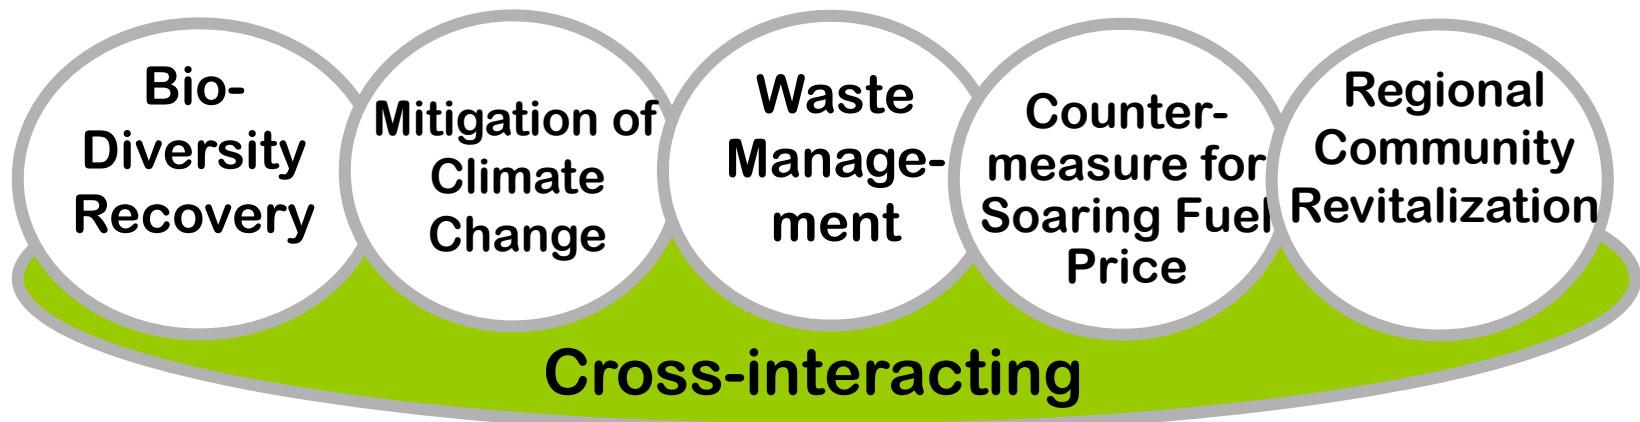 Bio-
Diversity
Recovery
Mitigation of
Climate
Change
Waste
Manage-
ment
Counter-
measure for
Soaring Fuel
Price
Regional
Community
Revitalization
Cross-interacting